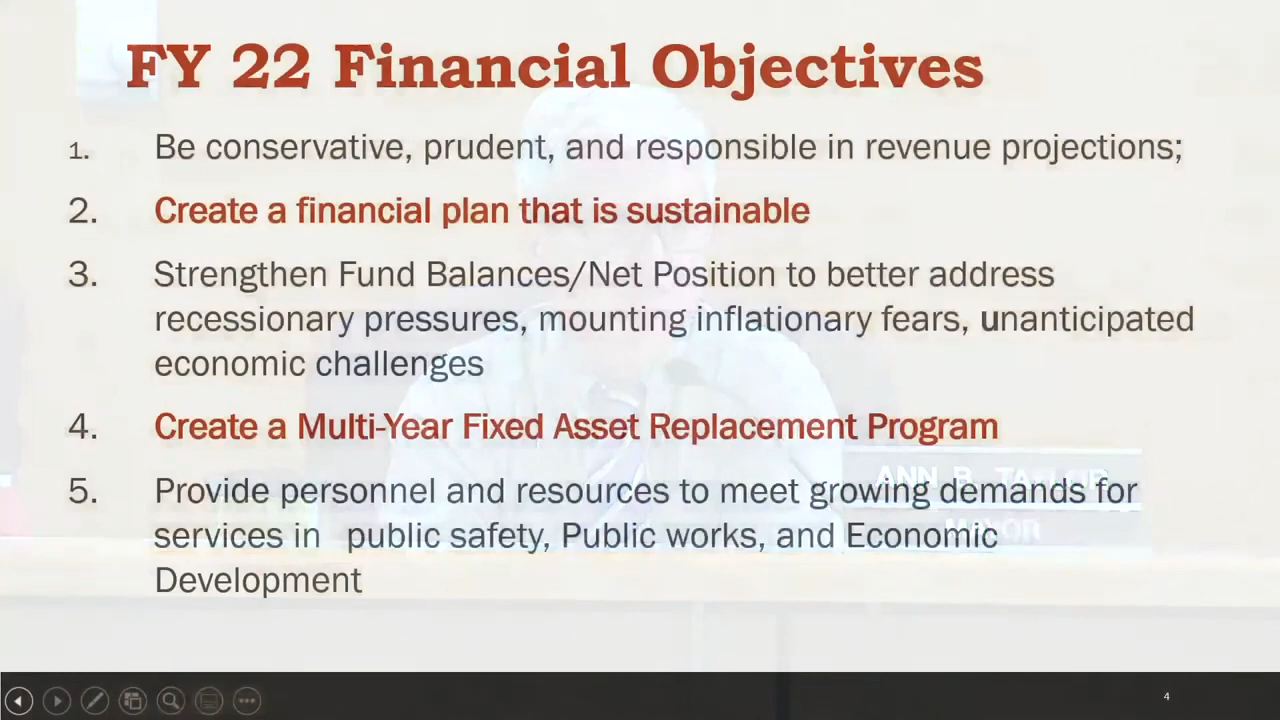 FY 22 Financial Objectives
1. Be conservative, prudent, and responsible in revenue projections;
2. Create a financial plan that is sustainable
3. Strengthen Fund Balances/Net Position to better address
recessionary pressures, mounting inflationary fears, unanticipated
economic challenges
4. Create a Multi-Year Fixed Asset Replacement Program
ANN B. TAYLOR
5. Provide personnel and resources to meet growing demands for
services in public safety, Public works, and Economic
MAYOR
Development
4